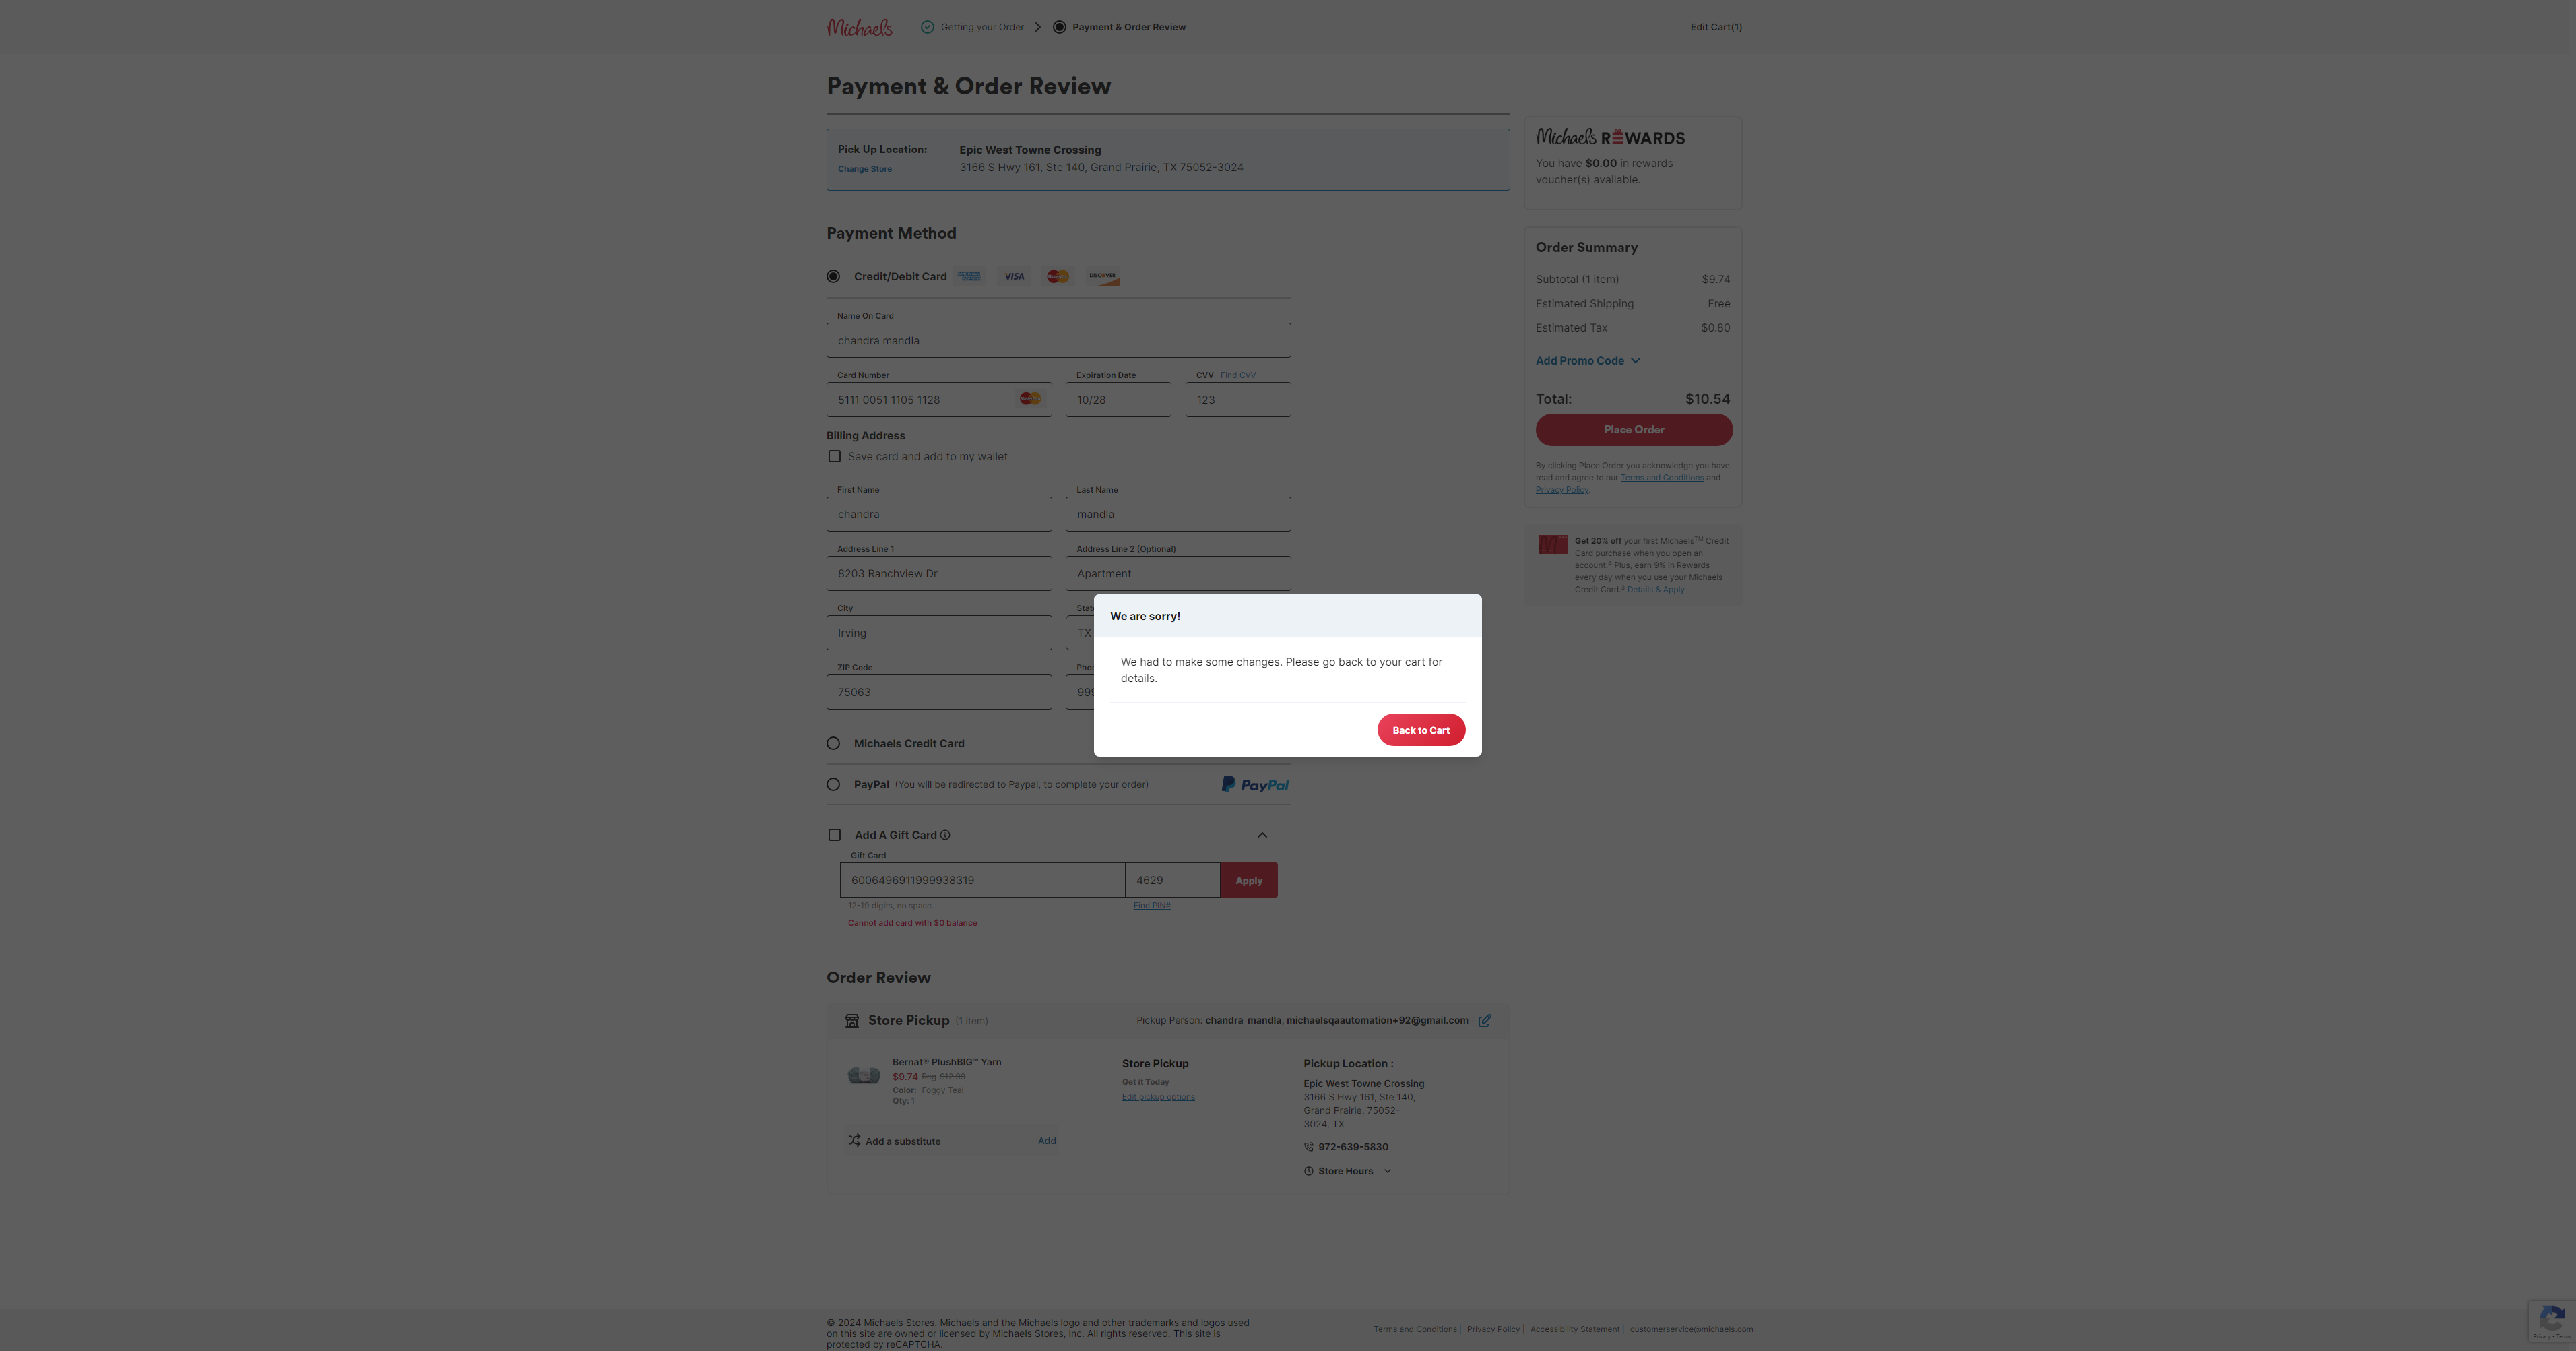 Michaels
Getting your Order
Payment & Order Review
Edit Cart(1)
Payment & Order Review
Pick Up Location:
Change Store
Epic West Towne Crossing
3166 S Hwy 161, Ste 140, Grand Prairie, TX 75052-3024
Michaels REWARDS
You have $0.00 in rewards
voucher(s) available.
Payment Method
Credit/Debit Card
VISA
DISCOVER
Name On Card
chandra mandla
Card Number
5111 0051 1105 1128
Expiration Date
10/28
CVV Find CVV
123
Billing Address
Save card and add to my wallet
First Name
chandra
Last Name
mandla
Address Line 1
8203 Ranchview Dr
Address Line 2 (Optional)
Apartment
City
Irving
Stat
TX
ZIP Code
75063
Pho
999
Order Summary
Subtotal (1 item) $9.74
Estimated Shipping Free
Estimated Tax $0.80
Add Promo Code
Total: $10.54
Place Order
By clicking Place Order you acknowledge you have
read and agree to our Terms and Conditions and
Privacy Policy.
Get 20% off your first Michaels™ Credit
Card purchase when you open an
account.² Plus, earn 9% in Rewards
every day when you use your Michaels
Credit Card.³ Details & Apply
We are sorry!
We had to make some changes. Please go back to your cart for
details.
Back to Cart
Michaels Credit Card
PayPal (You will be redirected to Paypal, to complete your order)
PayPal
Add A Gift Card
Gift Card
6006496911999938319
4629
Apply
12-19 digits, no space.
Find PIN#
Cannot add card with $0 balance
Order Review
Store Pickup (1 item)
Pickup Person: chandra mandla, michaelsqaautomation+92@gmail.com
Bernat® PlushBIG™ Yarn
$9.74 Reg $12.99
Color: Foggy Teal
Qty: 1
Add a substitute
Add
Store Pickup
Get it Today
Edit pickup options
Pickup Location :
Epic West Towne Crossing
3166 S Hwy 161, Ste 140,
Grand Prairie, 75052-
3024, TX
972-639-5830
Store Hours
© 2024 Michaels Stores. Michaels and the Michaels logo and other trademarks and logos used
on this site are owned or licensed by Michaels Stores, Inc. All rights reserved. This site is
protected by reCAPTCHA.
Terms and Conditions | Privacy Policy | Accessibility Statement | customerservice@michaels.com
Privacy - Terms